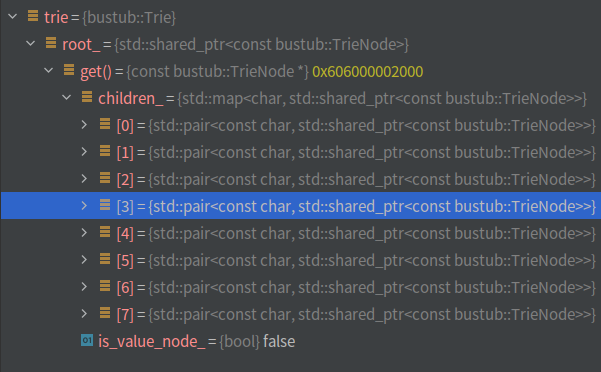 trie = {bustub::Trie}
root_ = {std::shared_ptr<const bustub::TrieNode>}
get() = {const bustub::TrieNode *} 0x606000002000
children_ = {std::map<char, std::shared_ptr<const bustub::TrieNode>>}
[0] = {std::pair<const char, std::shared_ptr<const bustub::TrieNode>>}
[1] = {std::pair<const char, std::shared_ptr<const bustub::TrieNode>>}
[2] = {std::pair<const char, std::shared_ptr<const bustub::TrieNode>>}
[3] = {std::pair<const char, std::shared_ptr<const bustub::TrieNode>>}
[4] = {std::pair<const char, std::shared_ptr<const bustub::TrieNode>>}
[5] = {std::pair<const char, std::shared_ptr<const bustub::TrieNode>>}
[6] = {std::pair<const char, std::shared_ptr<const bustub::TrieNode>>}
[7] = {std::pair<const char, std::shared_ptr<const bustub::TrieNode>>}
01 is_value_node_ = {bool} false